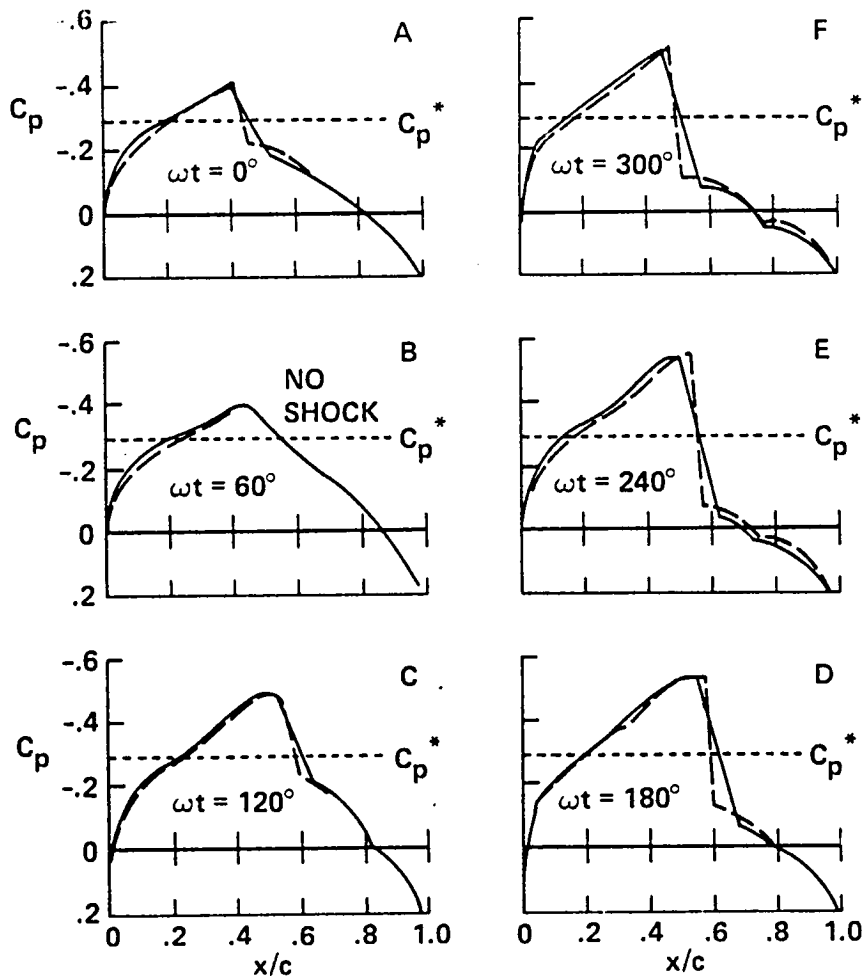 A
-.6
-.4
Cp
Cp*
-.2
ωt = 0°
0
.2
F
Cp*
ωt = 300°
B
-.6
NO
SHOCK
-.4
Cp
Cp*
-.2
ωt = 60°
0
.2
E
Cp*
ωt = 240°
C
-.6
-.4
Cp
Cp*
-.2
ωt = 120°
0
.2
0 .2 .4 .6 .8 1.0
x/c
D
Cp*
ωt = 180°
0 .2 .4 .6 .8 1.0
x/c